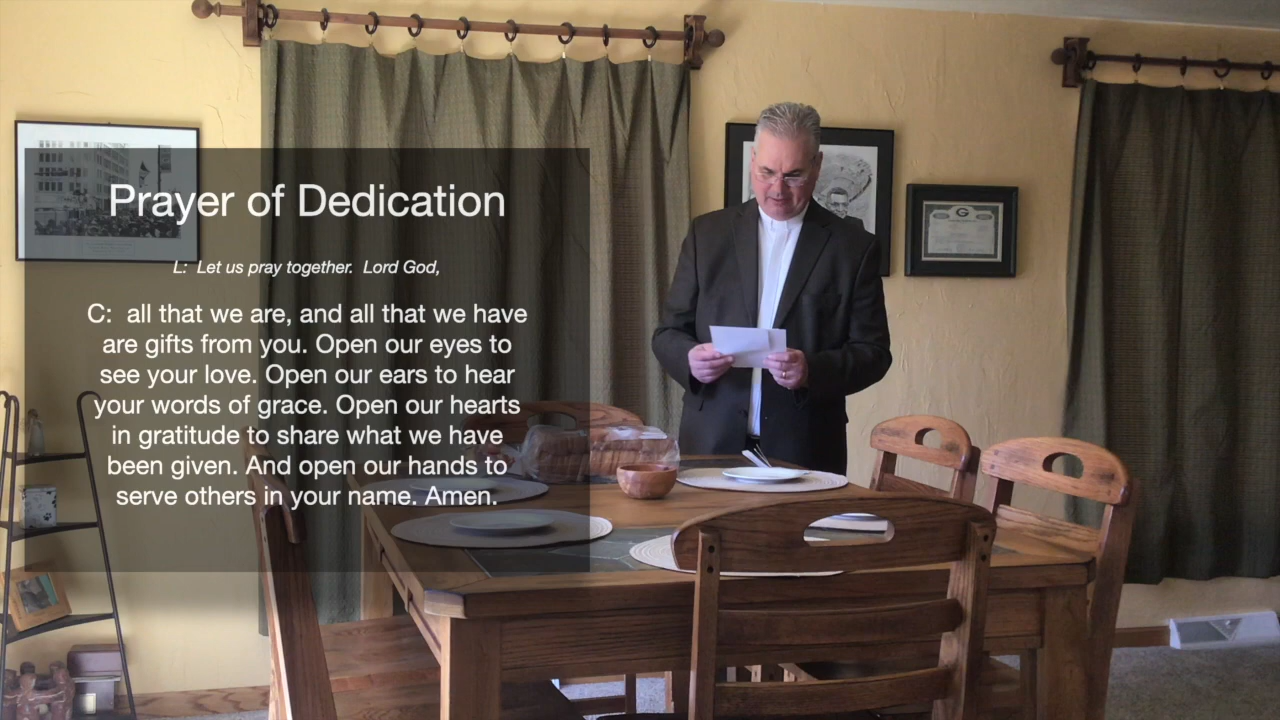 Prayer of Dedication
L: Let us pray together. Lord God,
C: all that we are, and all that we have
are gifts from you. Open our eyes to
see your love. Open our ears to hear
your words of grace. Open our hearts
in gratitude to share what we have
been given. And open our hands to
serve others in your name. Amen.
G